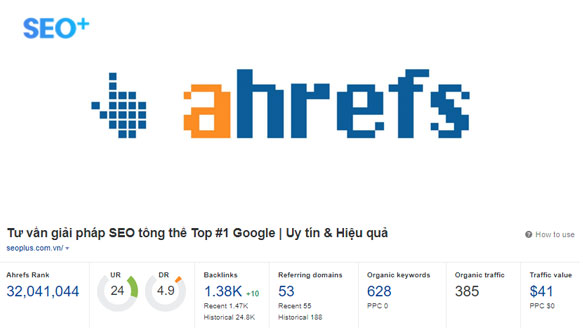 SEO+
ahrefs
Tư vấn giải pháp SEO tổng thể Top #1 Google | Uy tín & Hiệu quả
How to use
seoplus.com.vn/
Ahrefs Rank
32,041,044
UR
24
DR
4.9
Backlinks
1.38K +10
Recent 1.47K
Historical 24.8K
Referring domains
53
Recent 55
Historical 188
Organic keywords
628
PPC 0
Organic traffic
385
Traffic value
$41
PPC $0